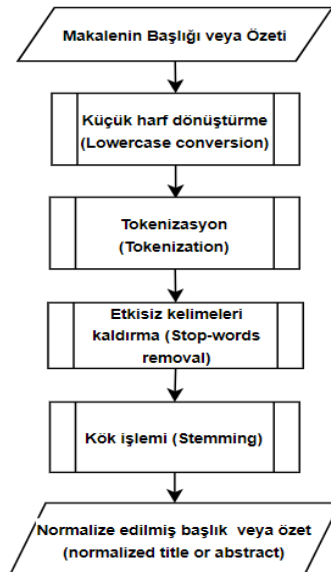 Makalenin Başlığı veya Özeti
Küçük harf dönüştürme
(Lowercase conversion)
Tokenizasyon
(Tokenization)
Etkisiz kelimeleri
kaldırma (Stop-words
removal)
Kök işlemi (Stemming)
Normalize edilmiş başlık veya özet
(normalized title or abstract)